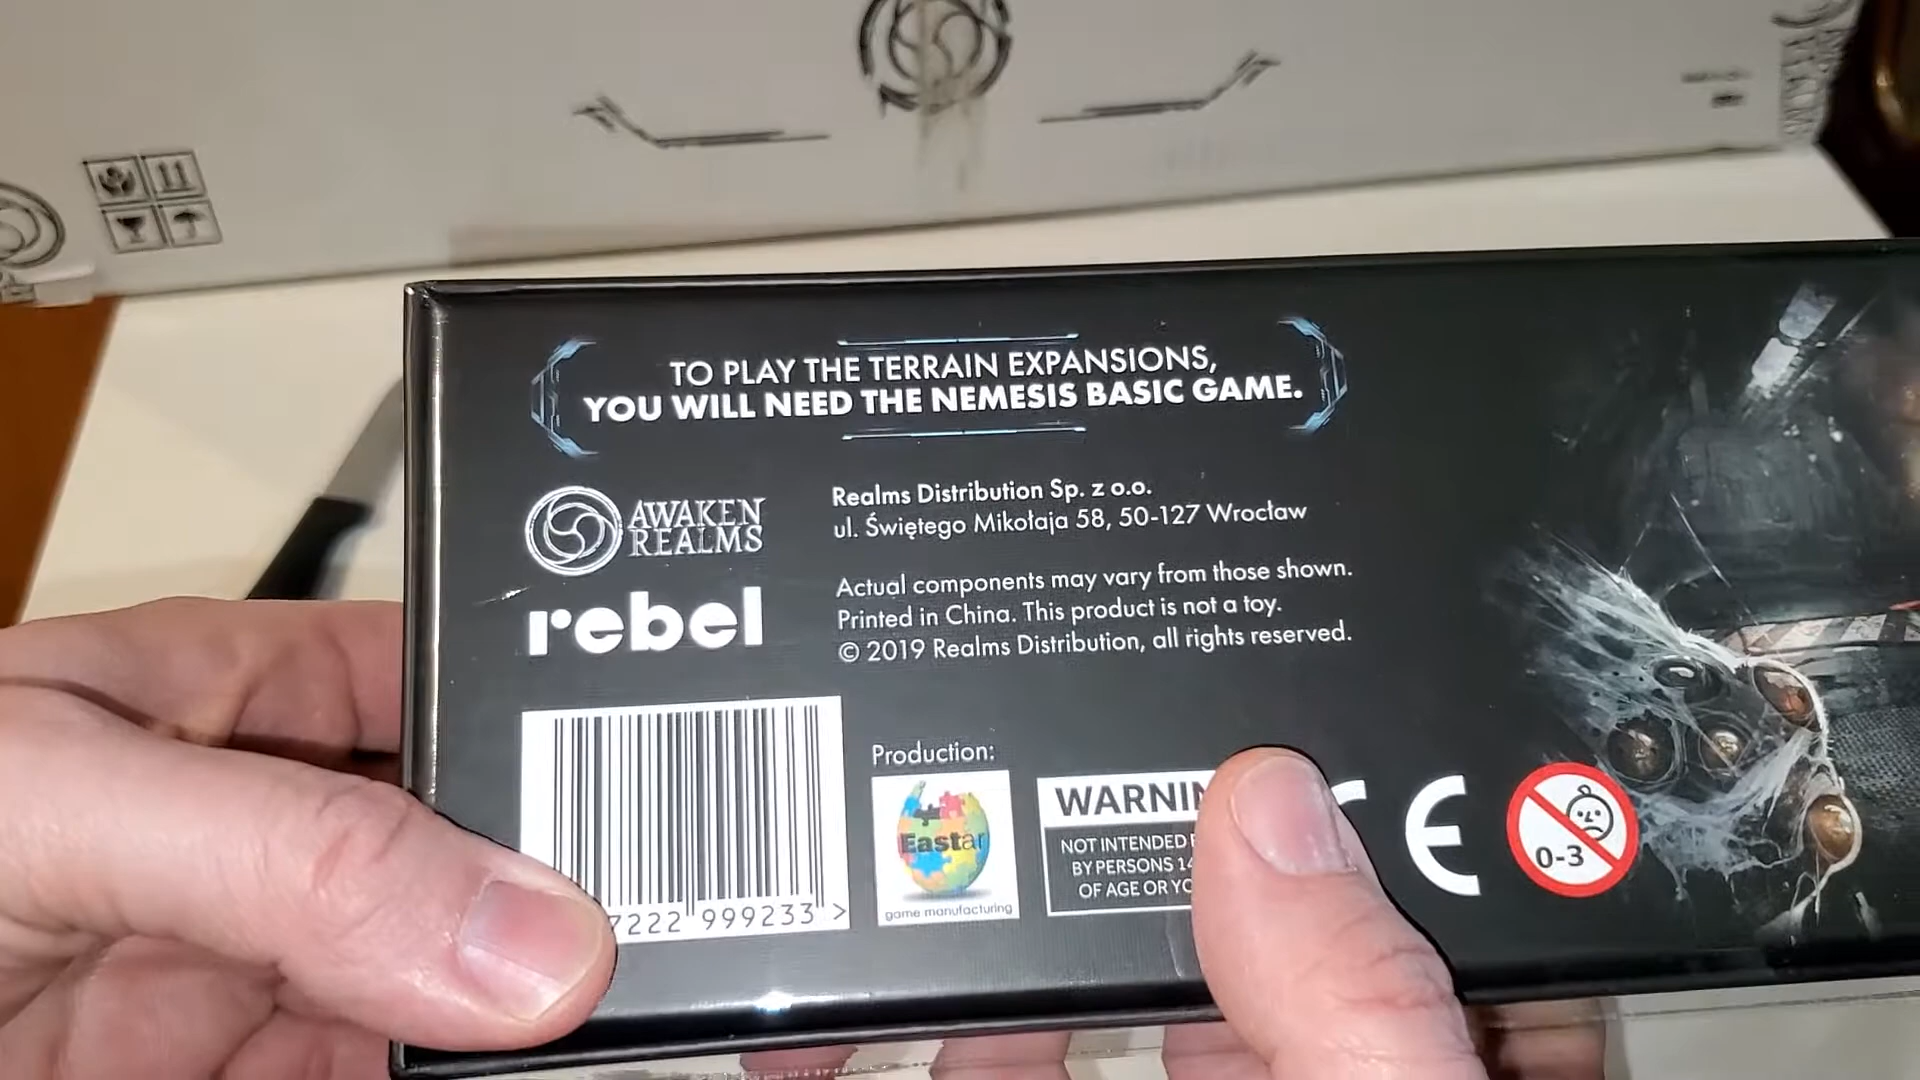 TO PLAY THE TERRAIN EXPANSIONS,
YOU WILL NEED THE NEMESIS BASIC GAME.
AWAKEN
REALMS
rebel
Realms Distribution Sp. z o.o.
ul. Świętego Mikołaja 58, 50-127 Wrocław
Actual components may vary from those shown.
Printed in China. This product is not a toy.
© 2019 Realms Distribution, all rights reserved.
7222 999233 >
Production:
Eastar
game manufacturing
NOT INTENDED
BY PERSONS 14
OF AGE OR
CE
0-3